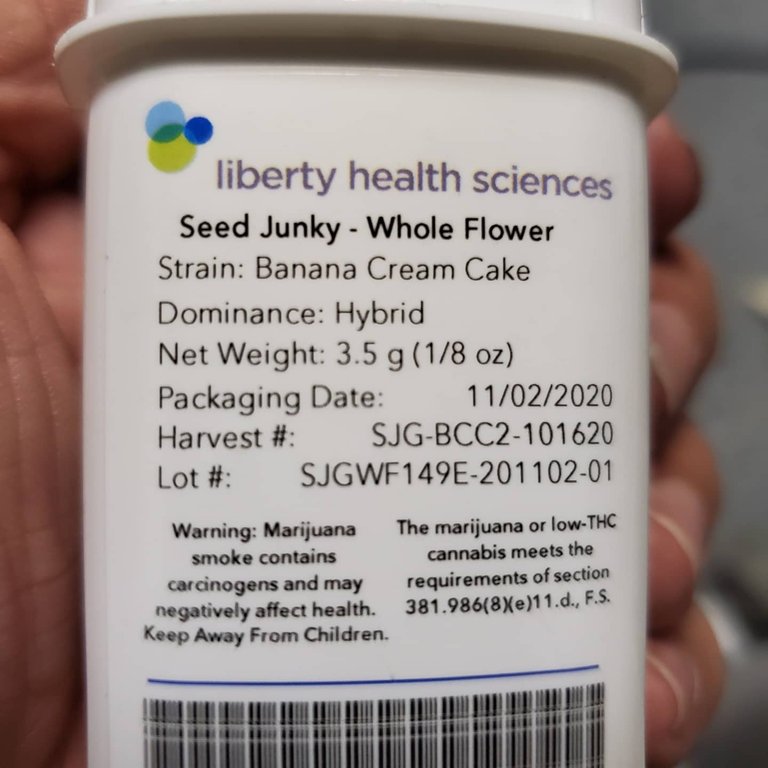 liberty health sciences
Seed Junky - Whole Flower
Strain: Banana Cream Cake
Dominance: Hybrid
Net Weight: 3.5 g (1/8 oz)
Packaging Date: 11/02/2020
Harvest #: SJG-BCC2-101620
Lot #: SJGWF149E-201102-01
Warning: Marijuana
smoke contains
carcinogens and may
negatively affect health.
Keep Away From Children.
The marijuana or low-THC
cannabis meets the
requirements of section
381.986(8)(e)11.d., F.S.